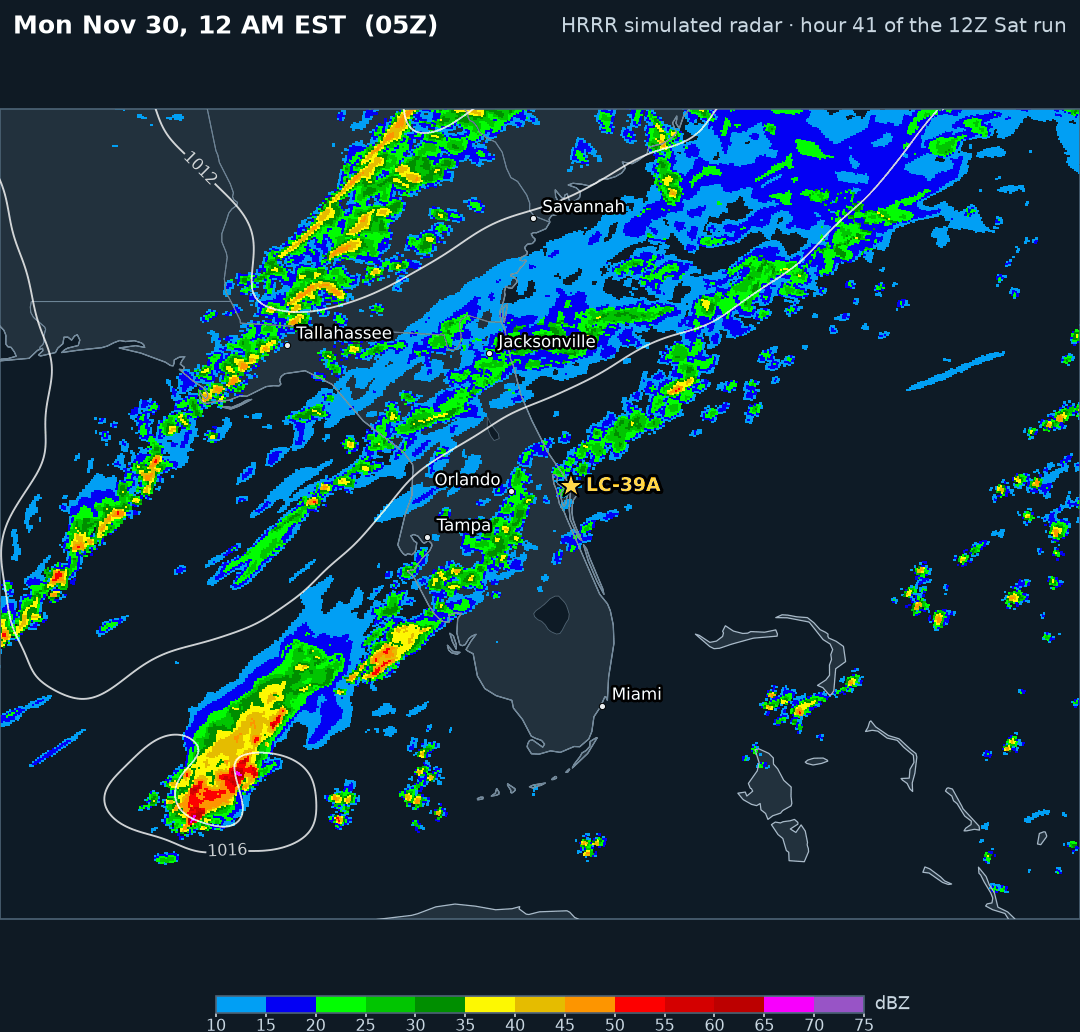 Mon Nov 30, 12 AM EST (05Z)
HRRR simulated radar · hour 41 of the 12Z Sat run
1012
Savannah
Tallahassee
Jacksonville
Orlando
LC-39A
Tampa
Miami
1016
dBZ
10 15 20 25 30 35 40 45 50 55 60 65 70 75